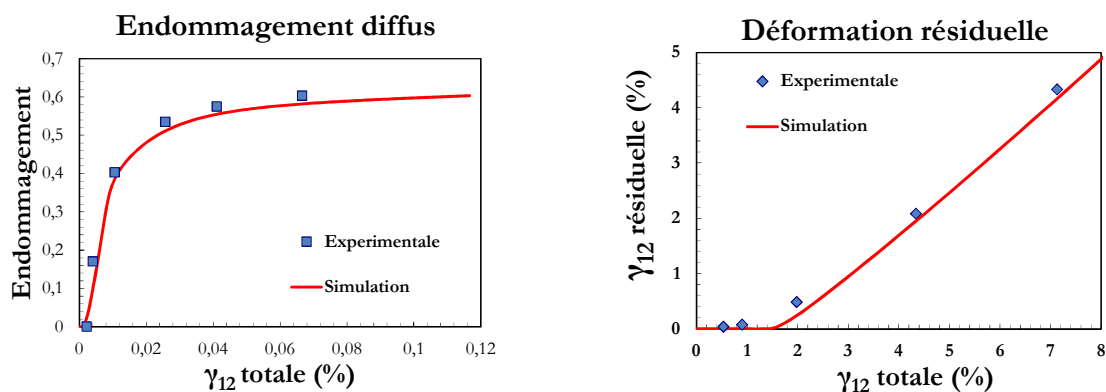 Endommagement diffus
0,7
0,6
0,5
0,4
0,3
0,2
0,1
0
Endommagement
Experimentale
Simulation
0 0,02 0,04 0,06 0,08 0,1 0,12
γ12 totale (%)
Déformation résiduelle
5
4
3
2
1
0
γ12 résiduelle (%)
Experimentale
Simulation
0 1 2 3 4 5 6 7 8
γ12 totale (%)